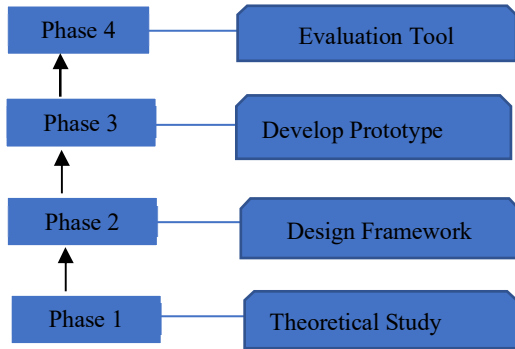 Phase 4
Evaluation Tool
Phase 3
Develop Prototype
Phase 2
Design Framework
Phase 1
Theoretical Study